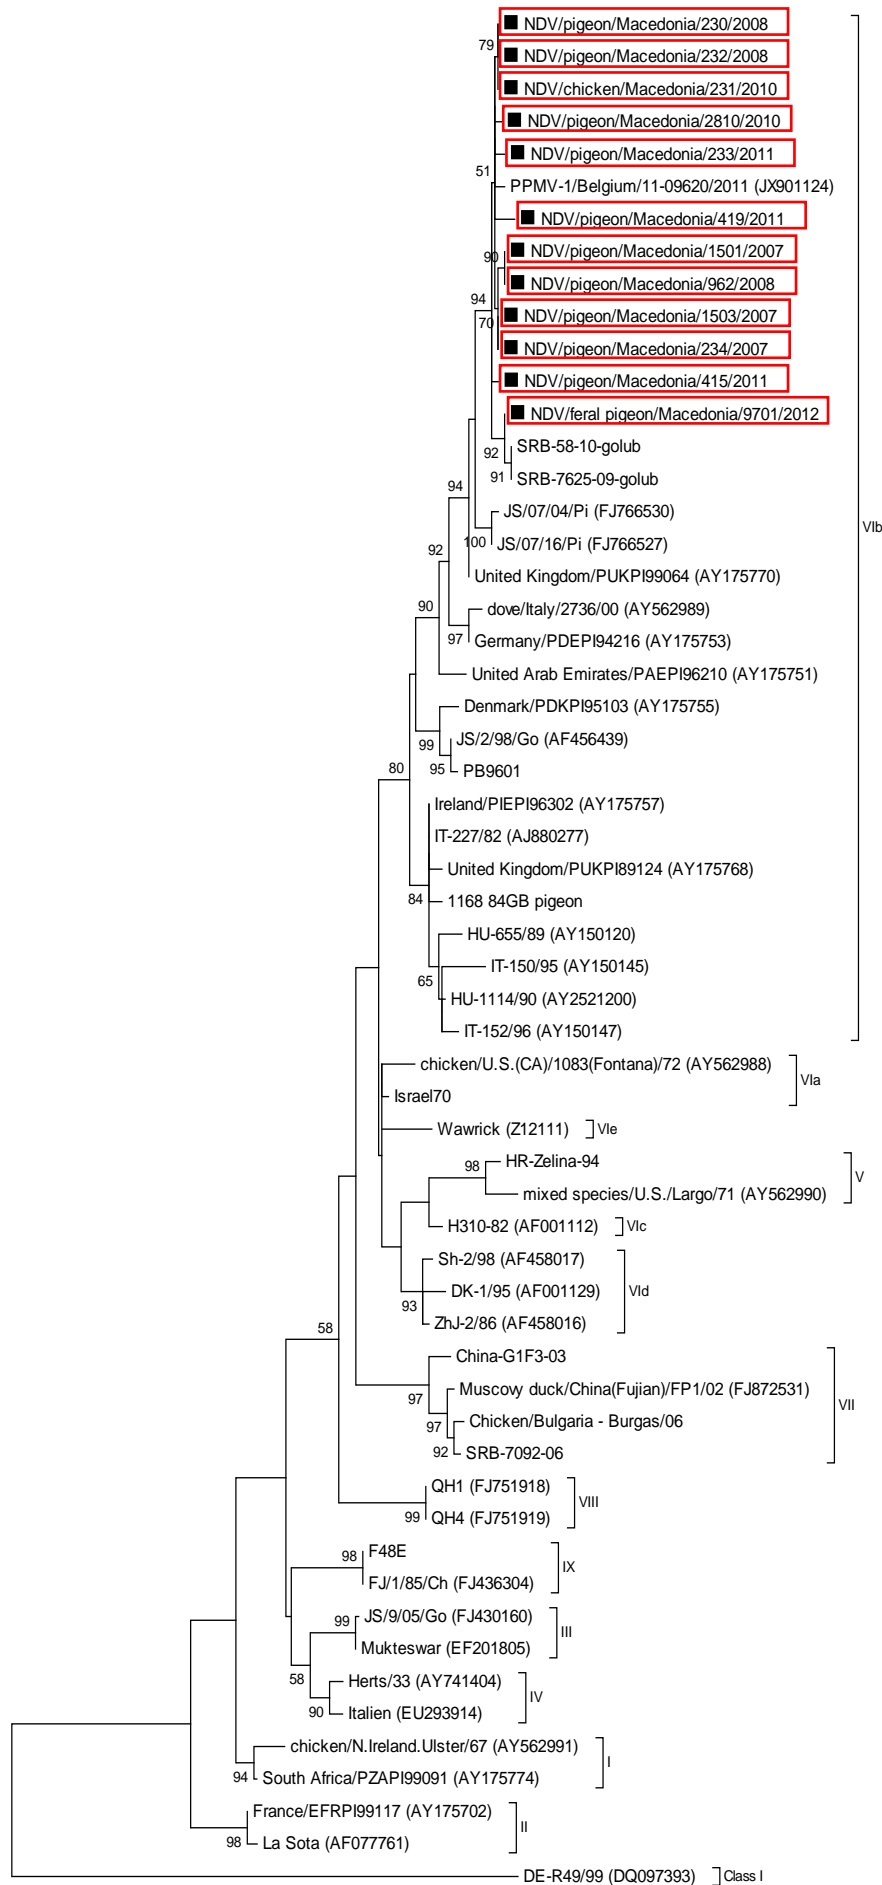 NDV/pigeon/Macedonia/230/2008
79
NDV/pigeon/Macedonia/232/2008
NDV/chicken/Macedonia/231/2010
NDV/pigeon/Macedonia/2810/2010
NDV/pigeon/Macedonia/233/2011
51
PPMV-1/Belgium/11-09620/2011 (JX901124)
NDV/pigeon/Macedonia/419/2011
NDV/pigeon/Macedonia/1501/2007
90
NDV/pigeon/Macedonia/962/2008
94
NDV/pigeon/Macedonia/1503/2007
70
NDV/pigeon/Macedonia/234/2007
NDV/pigeon/Macedonia/415/2011
NDV/feral pigeon/Macedonia/9701/2012
SRB-58-10-golub
92
SRB-7625-09-golub
91
94
JS/07/04/Pi (FJ766530)
VIb
JS/07/16/Pi (FJ766527)
100
92
United Kingdom/PUKPI99064 (AY175770)
90
dove/Italy/2736/00 (AY562989)
Germany/PDEPI94216 (AY175753)
97
United Arab Emirates/PAEPI96210 (AY175751)
Denmark/PDKPI95103 (AY175755)
JS/2/98/Go (AF456439)
99
PB9601
95
80
Ireland/PIEPI96302 (AY175757)
IT-227/82 (AJ880277)
United Kingdom/PUKPI89124 (AY175768)
1168 84GB pigeon
84
HU-655/89 (AY150120)
IT-150/95 (AY150145)
65
HU-1114/90 (AY2521200)
IT-152/96 (AY150147)
chicken/U.S.(CA)/1083(Fontana)/72 (AY562988)
VIa
Israel70
Wawrick (Z12111)
VIe
HR-Zelina-94
98
V
mixed species/U.S./Largo/71 (AY562990)
H310-82 (AF001112)
VIc
Sh-2/98 (AF458017)
DK-1/95 (AF001129)
VId
93
ZhJ-2/86 (AF458016)
58
China-G1F3-03
Muscovy duck/China(Fujian)/FP1/02 (FJ872531)
97
VII
Chicken/Bulgaria - Burgas/06
97
SRB-7092-06
92
QH1 (FJ751918)
VIII
QH4 (FJ751919)
99
F48E
98
IX
FJ/1/85/Ch (FJ436304)
JS/9/05/Go (FJ430160)
99
III
Mukteswar (EF201805)
58
Herts/33 (AY741404)
IV
Italien (EU293914)
90
chicken/N.Ireland.Ulster/67 (AY562991)
I
South Africa/PZAPI99091 (AY175774)
94
France/EFRPI99117 (AY175702)
II
La Sota (AF077761)
98
DE-R49/99 (DQ097393)
Class I